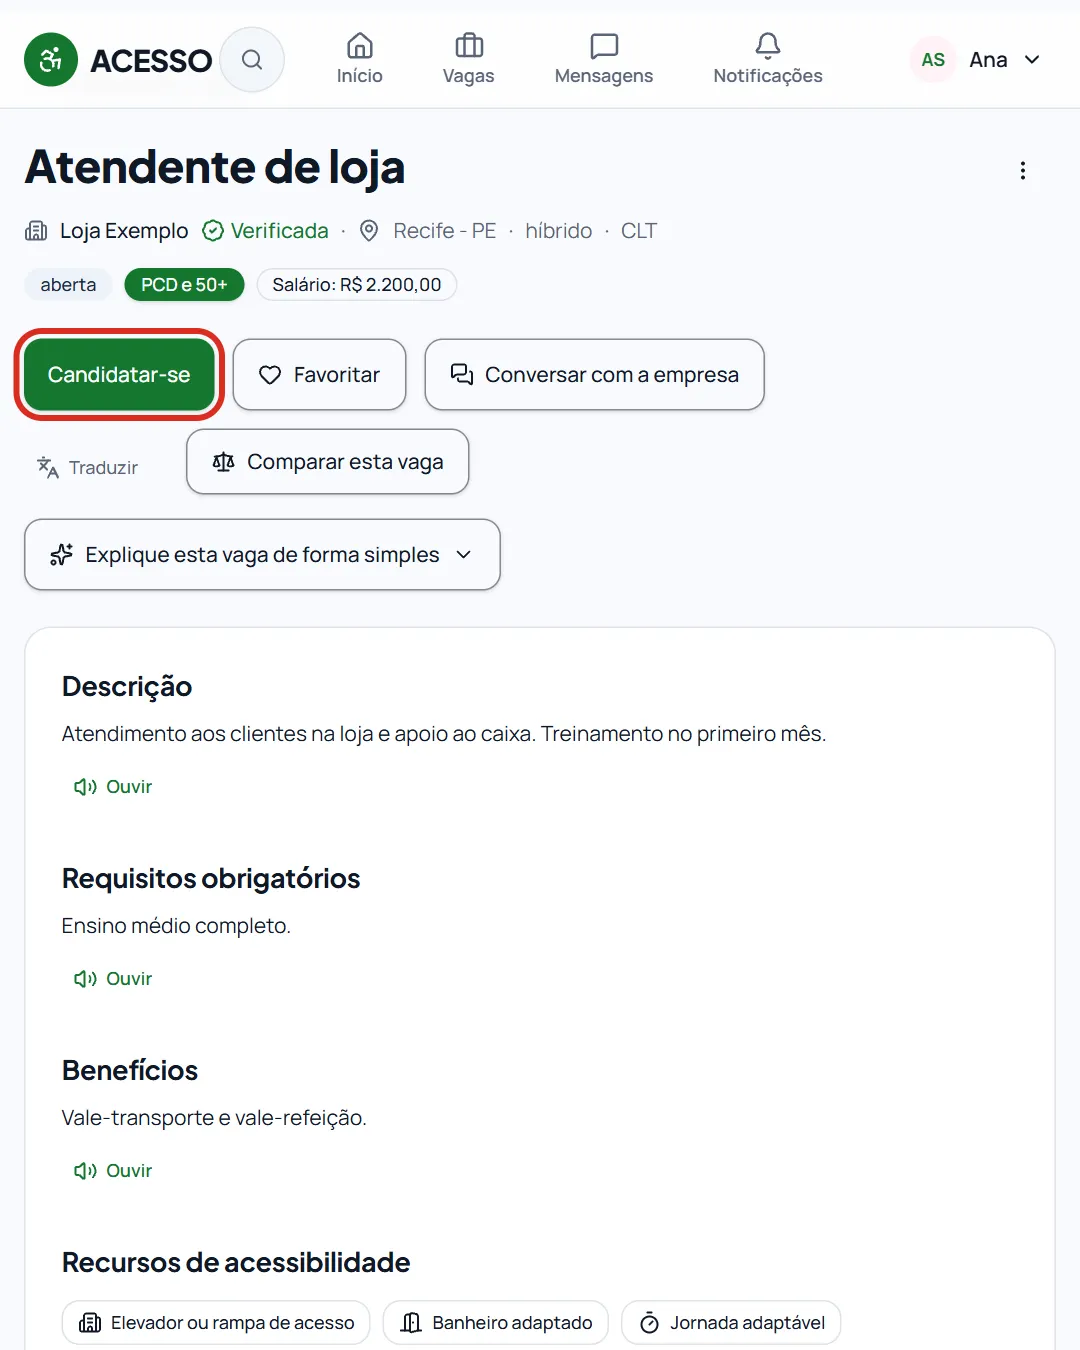 ACESSO
Início
Vagas
Mensagens
Notificações
AS
Ana
Atendente de loja
Loja Exemplo Verificada · Recife - PE · híbrido · CLT
aberta
PCD e 50+
Salário: R$ 2.200,00
Candidatar-se
Favoritar
Conversar com a empresa
Traduzir
Comparar esta vaga
Explique esta vaga de forma simples
Descrição
Atendimento aos clientes na loja e apoio ao caixa. Treinamento no primeiro mês.
Ouvir
Requisitos obrigatórios
Ensino médio completo.
Ouvir
Benefícios
Vale-transporte e vale-refeição.
Ouvir
Recursos de acessibilidade
Elevador ou rampa de acesso
Banheiro adaptado
Jornada adaptável